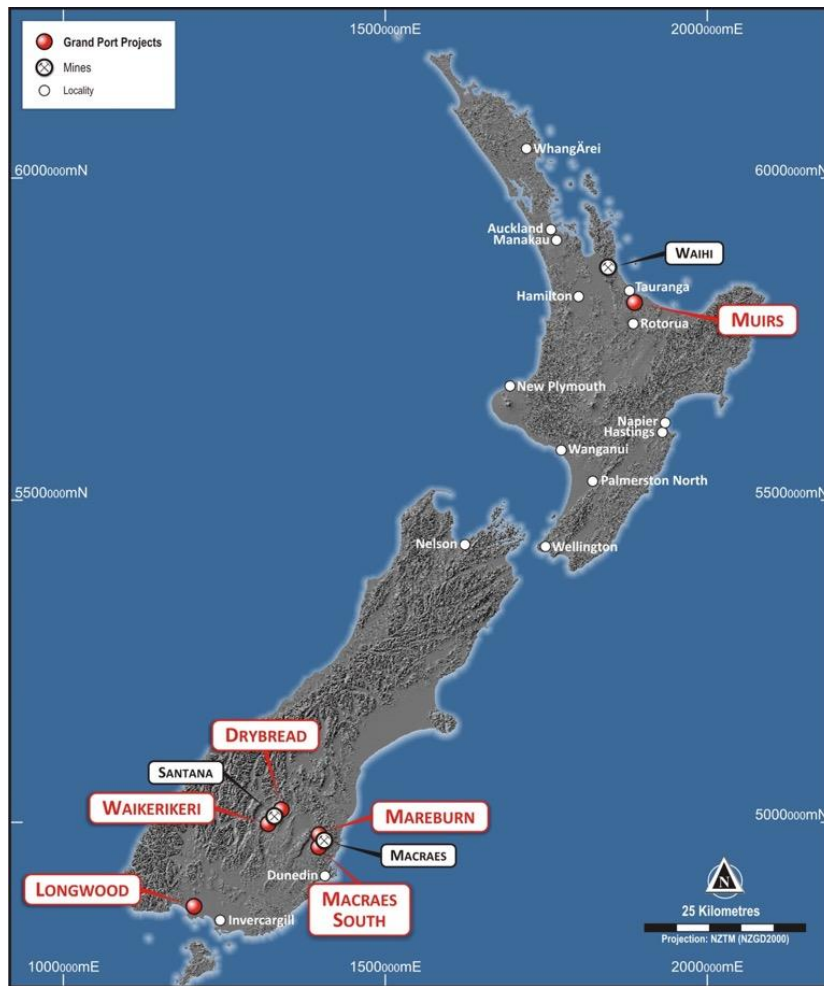 1500000mE
2000000mE
Grand Port Projects
Mines
Locality
WhangÄrei
6000000mN
6000000mN
Auckland
Manakau
WAIHI
Tauranga
Hamilton
MUIRS
Rotorua
New Plymouth
Napier
Hastings
Wanganui
Palmerston North
5500000mN
5500000mN
Nelson
Wellington
DRYBREAD
SANTANA
WAIKERIKERI
MAREBURN
5000000mN
MACRAES
Dunedin
LONGWOOD
MACRAES
SOUTH
Invercargill
N
25 Kilometres
Projection: NZTM (NZGD2000)
1000000mE
1500000mE
2000000mE